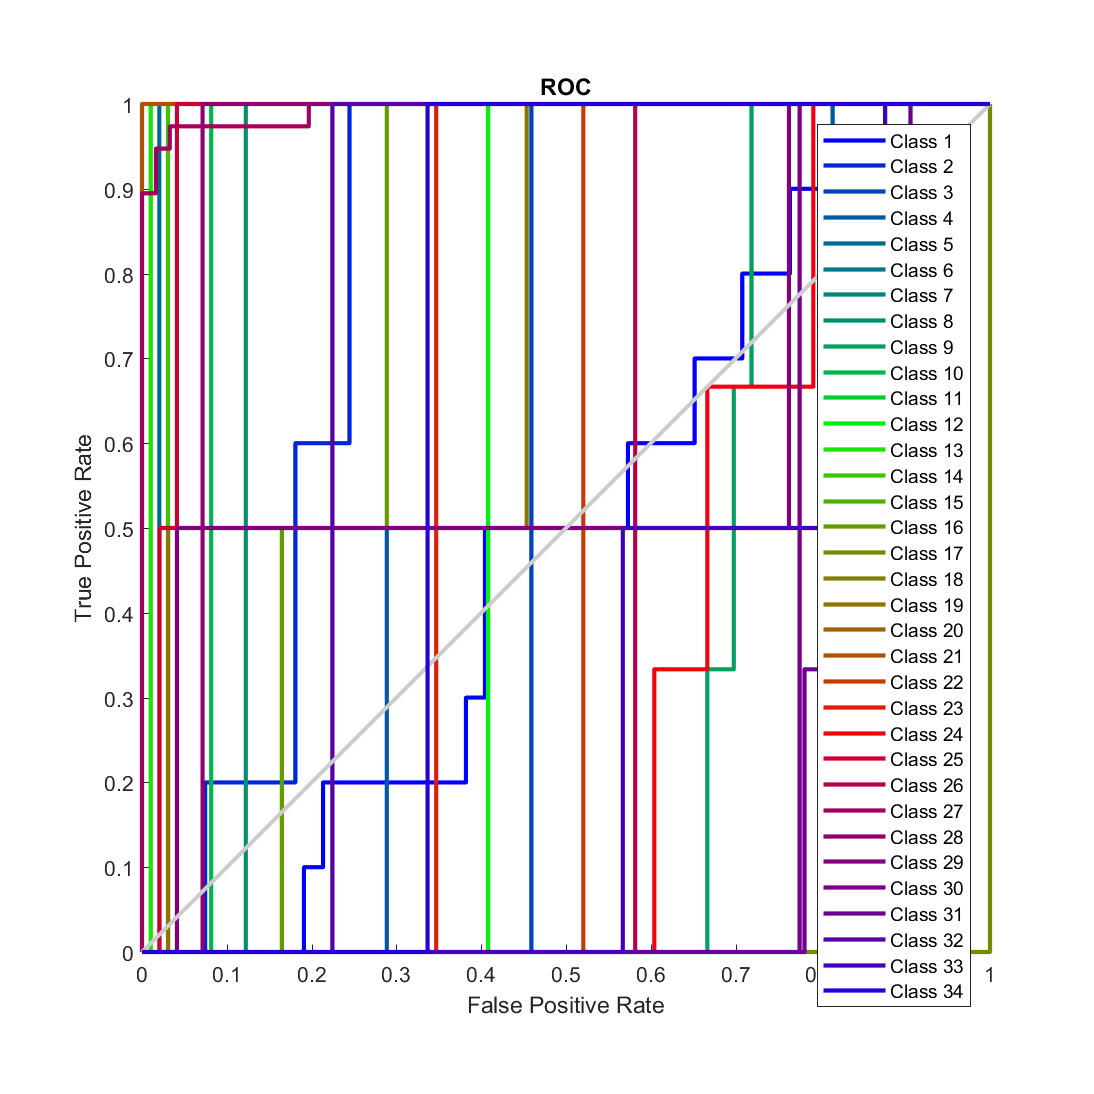 ROC
1
0.9
0.8
0.7
0.6
0.5
0.4
0.3
0.2
0.1
0
True Positive Rate
0 0.1 0.2 0.3 0.4 0.5 0.6 0.7 1
False Positive Rate
Class 1
Class 2
Class 3
Class 4
Class 5
Class 6
Class 7
Class 8
Class 9
Class 10
Class 11
Class 12
Class 13
Class 14
Class 15
Class 16
Class 17
Class 18
Class 19
Class 20
Class 21
Class 22
Class 23
Class 24
Class 25
Class 26
Class 27
Class 28
Class 29
Class 30
Class 31
Class 32
Class 33
Class 34